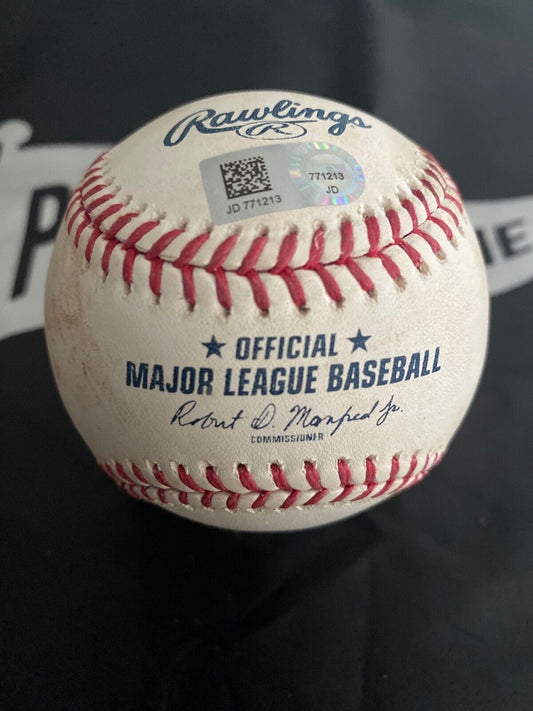 Rawlings
R
JD 771213
771213
JD
★ OFFICIAL ★
MAJOR LEAGUE BASEBALL
Robert D. Manfred Jr.
COMMISSIONER